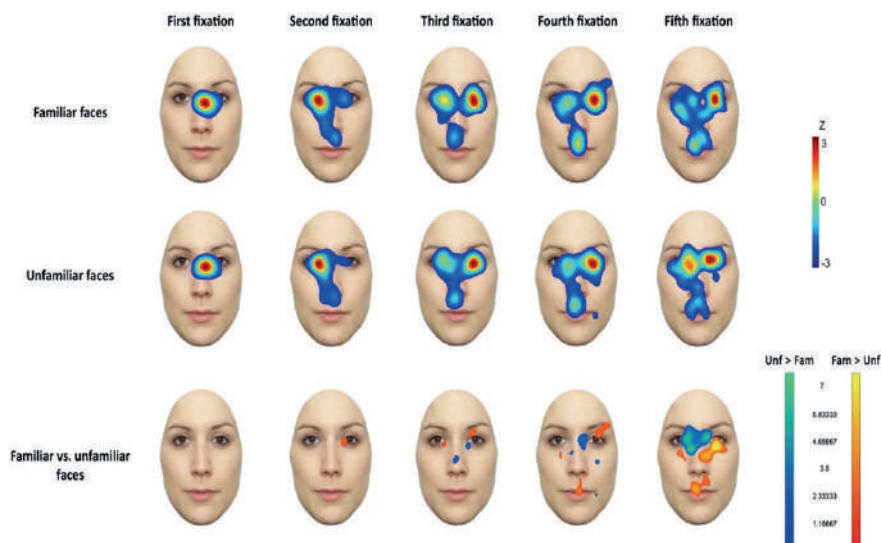 First fixation
Second fixation
Third fixation
Fourth fixation
Fifth fixation
Familiar faces
Z
3
0
-3
Unfamiliar faces
Unf > Fam
Fam > Unf
7
5.83333
4.66667
3.5
2.33333
1.16667
Familiar vs. unfamiliar
faces